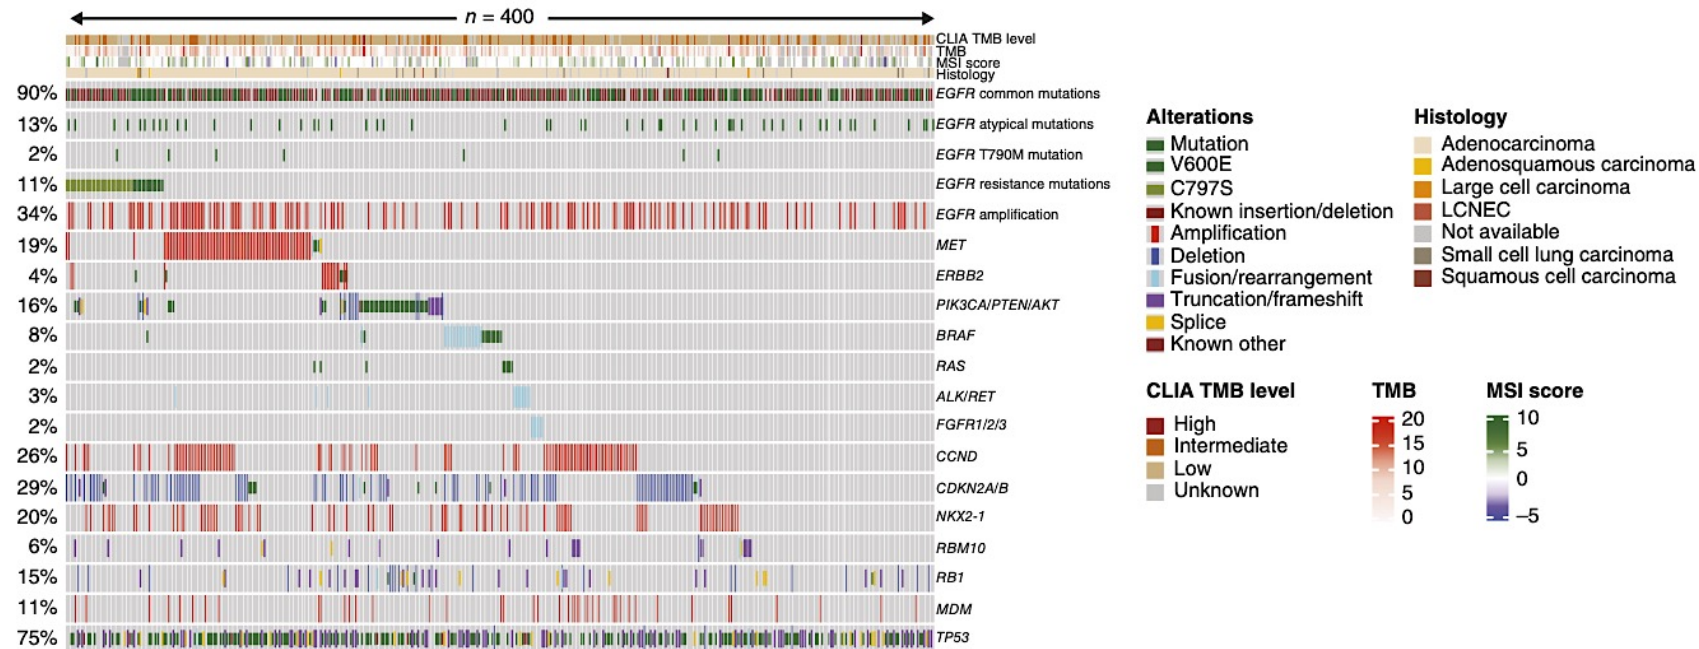 n = 400
CLIA TMB level
TMB
MSI score
Histology
90% EGFR common mutations
13% EGFR atypical mutations
2% EGFR T790M mutation
11% EGFR resistance mutations
34% EGFR amplification
19% MET
4% ERBB2
16% PIK3CA/PTEN/AKT
8% BRAF
2% RAS
3% ALK/RET
2% FGFR1/2/3
26% CCND
29% CDKN2A/B
20% NKX2-1
6% RBM10
15% RB1
11% MDM
75% TP53
Alterations
Mutation
V600E
C797S
Known insertion/deletion
Amplification
Deletion
Fusion/rearrangement
Truncation/frameshift
Splice
Known other
Histology
Adenocarcinoma
Adenosquamous carcinoma
Large cell carcinoma
LCNEC
Not available
Small cell lung carcinoma
Squamous cell carcinoma
CLIA TMB level
High
Intermediate
Low
Unknown
TMB
20
15
10
5
0
MSI score
10
5
0
–5